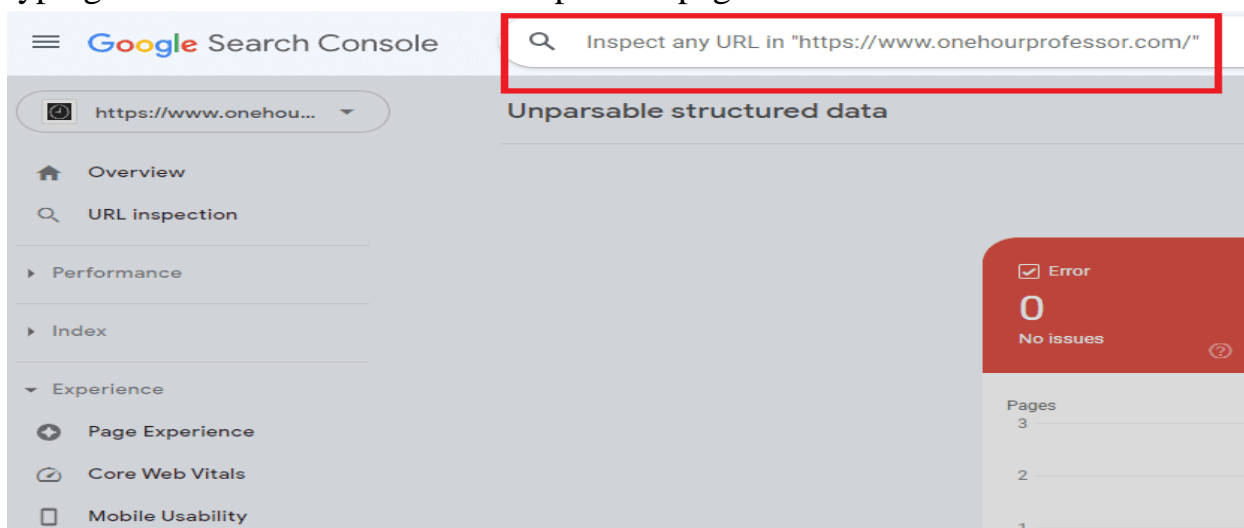 Google Search Console
Inspect any URL in "https://www.onehourprofessor.com/"
https://www.onehou...
Unparsable structured data
Overview
URL inspection
Performance
Index
Experience
Page Experience
Core Web Vitals
Mobile Usability
Error
0
No issues
Pages
3
2
1